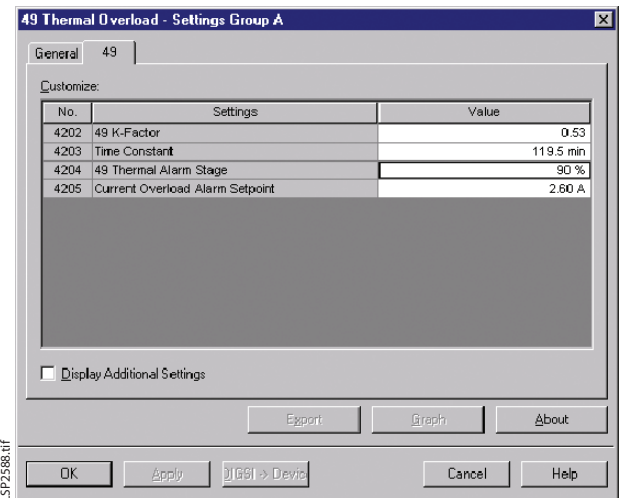 49 Thermal Overload - Settings Group A
General 49
Customize:
No. Settings Value
4202 49 K-Factor 0.53
4203 Time Constant 119.5 min
4204 49 Thermal Alarm Stage 90 %
4205 Current Overload Alarm Setpoint 2.60 A
Display Additional Settings
Export Graph About
OK Apply DIGSI -> Devic Cancel Help
SP2588.tif